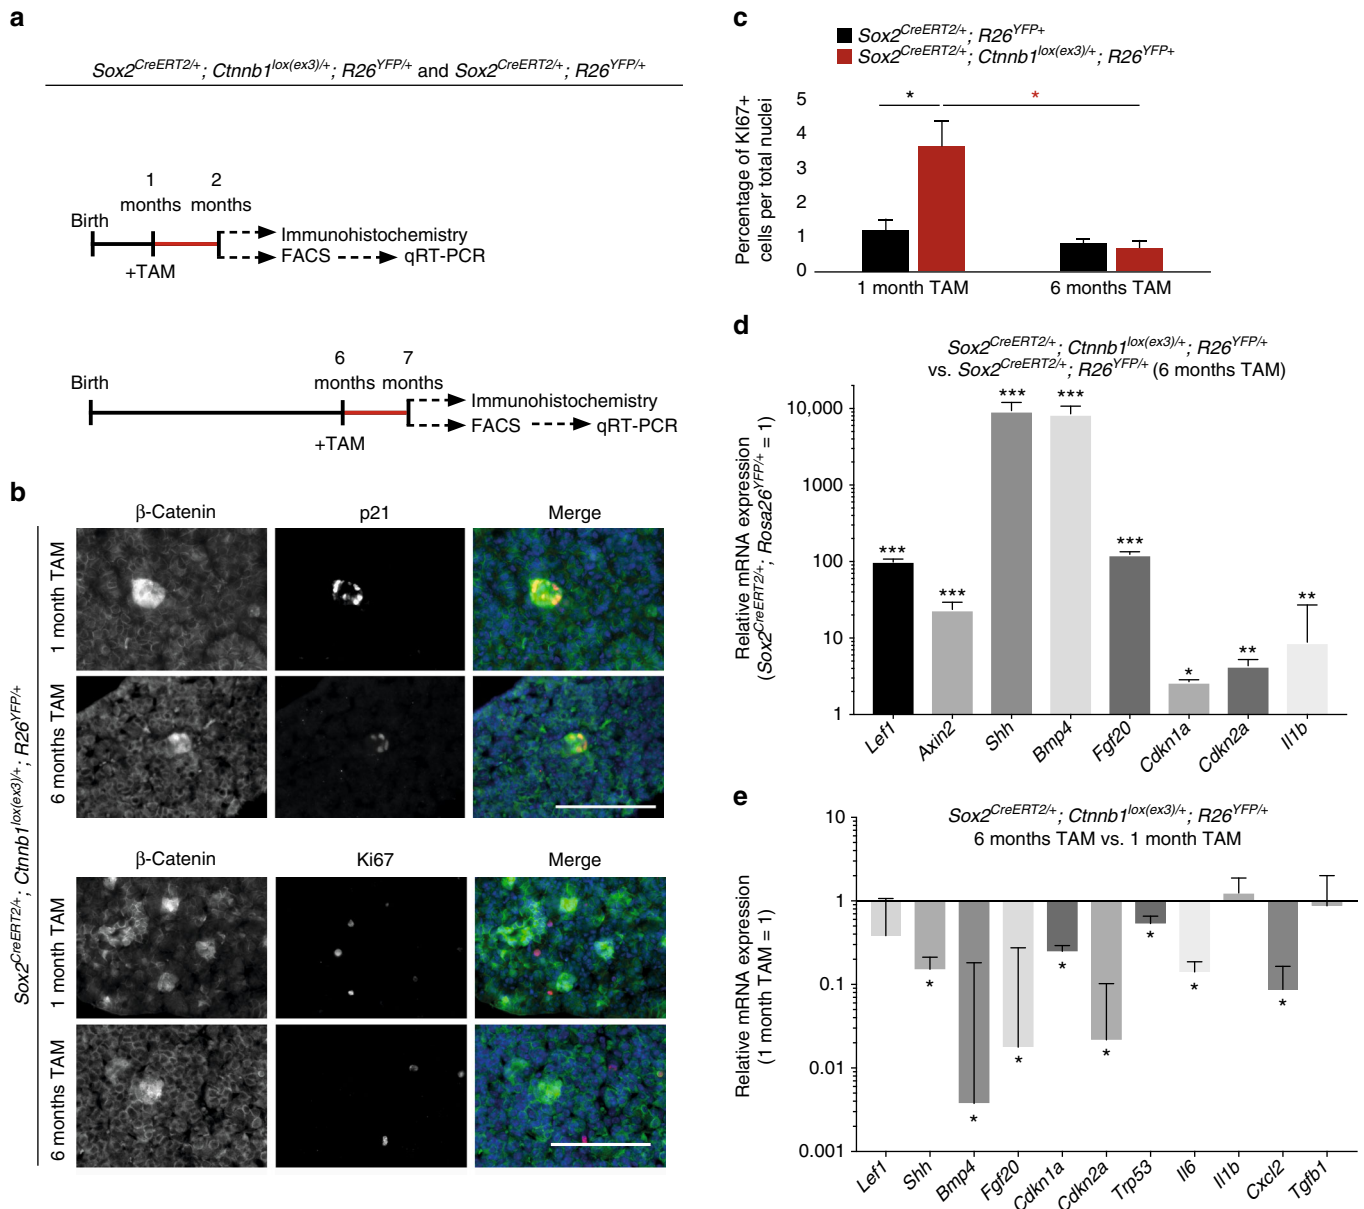 a
Sox2CreERT2/+; Ctnnb1lox(ex3)/+; R26YFP/+ and Sox2CreERT2/+; R26YFP/+
1 months
2 months
Birth
+TAM
Immunohistochemistry
FACS
qRT-PCR
6 months
7 months
Birth
+TAM
Immunohistochemistry
FACS
qRT-PCR
b
Sox2CreERT2/+; Ctnnb1lox(ex3)/+; R26YFP/+
β-Catenin
p21
Merge
1 month TAM
6 months TAM
β-Catenin
Ki67
Merge
1 month TAM
6 months TAM
c
Sox2CreERT2/+; R26YFP+
Sox2CreERT2/+; Ctnnb1lox(ex3)/+; R26YFP+
Percentage of KI67+
cells per total nuclei
5
4
3
2
1
0
*
*
1 month TAM
6 months TAM
d
Sox2CreERT2/+; Ctnnb1lox(ex3)/+; R26YFP/+
vs. Sox2CreERT2/+; R26YFP/+ (6 months TAM)
Relative mRNA expression
(Sox2CreERT2/+; Rosa26YFP/+ = 1)
10,000
1000
100
10
1
***
***
***
***
***
*
**
**
Lef1
Axin2
Shh
Bmp4
Fgf20
Cdkn1a
Cdkn2a
Il1b
e
Sox2CreERT2/+; Ctnnb1lox(ex3)/+; R26YFP/+
6 months TAM vs. 1 month TAM
Relative mRNA expression
(1 month TAM = 1)
10
1
0.1
0.01
0.001
*
*
*
*
*
*
*
*
Lef1
Shh
Bmp4
Fgf20
Cdkn1a
Cdkn2a
Trp53
Il6
Il1b
Cxcl2
Tgfb1